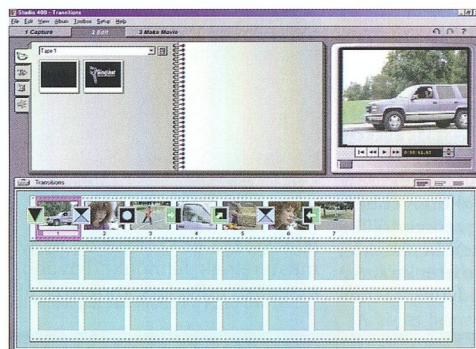 Studio 400 - Transitions
File Edit View Album Toolbox Setup Help
1 Capture
2 Edit
3 Make Movie
?
Tape 1
Pinnacle
Transitions
1
2
3
4
5
6
7